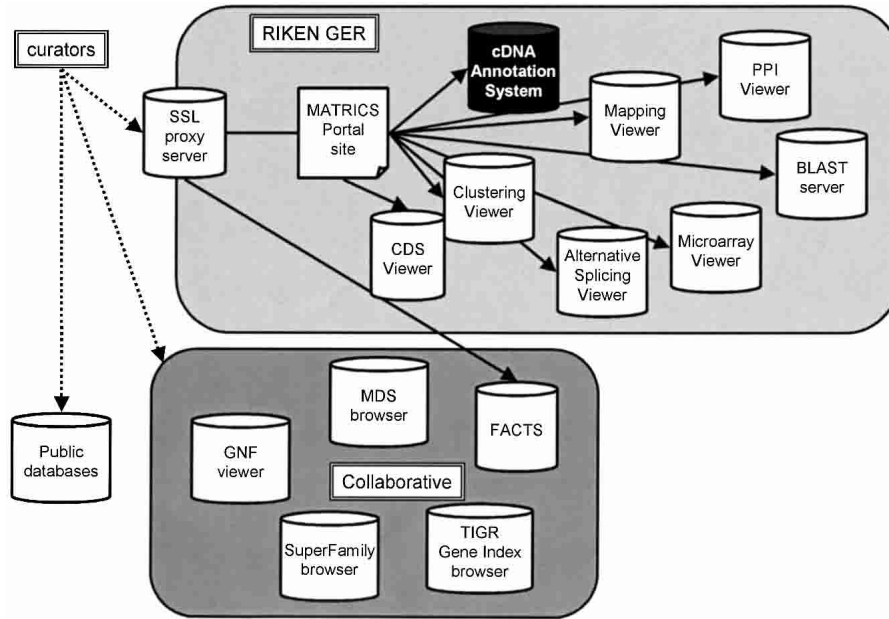 curators
RIKEN GER
cDNA
Annotation
System
PPI
Viewer
SSL
proxy
server
MATRICS
Portal
site
Mapping
Viewer
BLAST
server
Clustering
Viewer
CDS
Viewer
Alternative
Splicing
Viewer
Microarray
Viewer
MDS
browser
FACTS
Public
databases
GNF
viewer
Collaborative
SuperFamily
browser
TIGR
Gene Index
browser